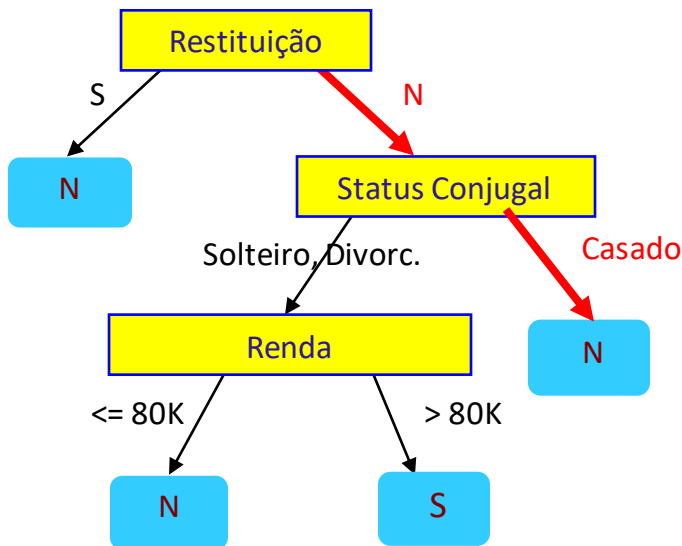 Restituição
S
N
N
Status Conjugal
Solteiro, Divorc.
Casado
Renda
N
<= 80K
> 80K
N
S